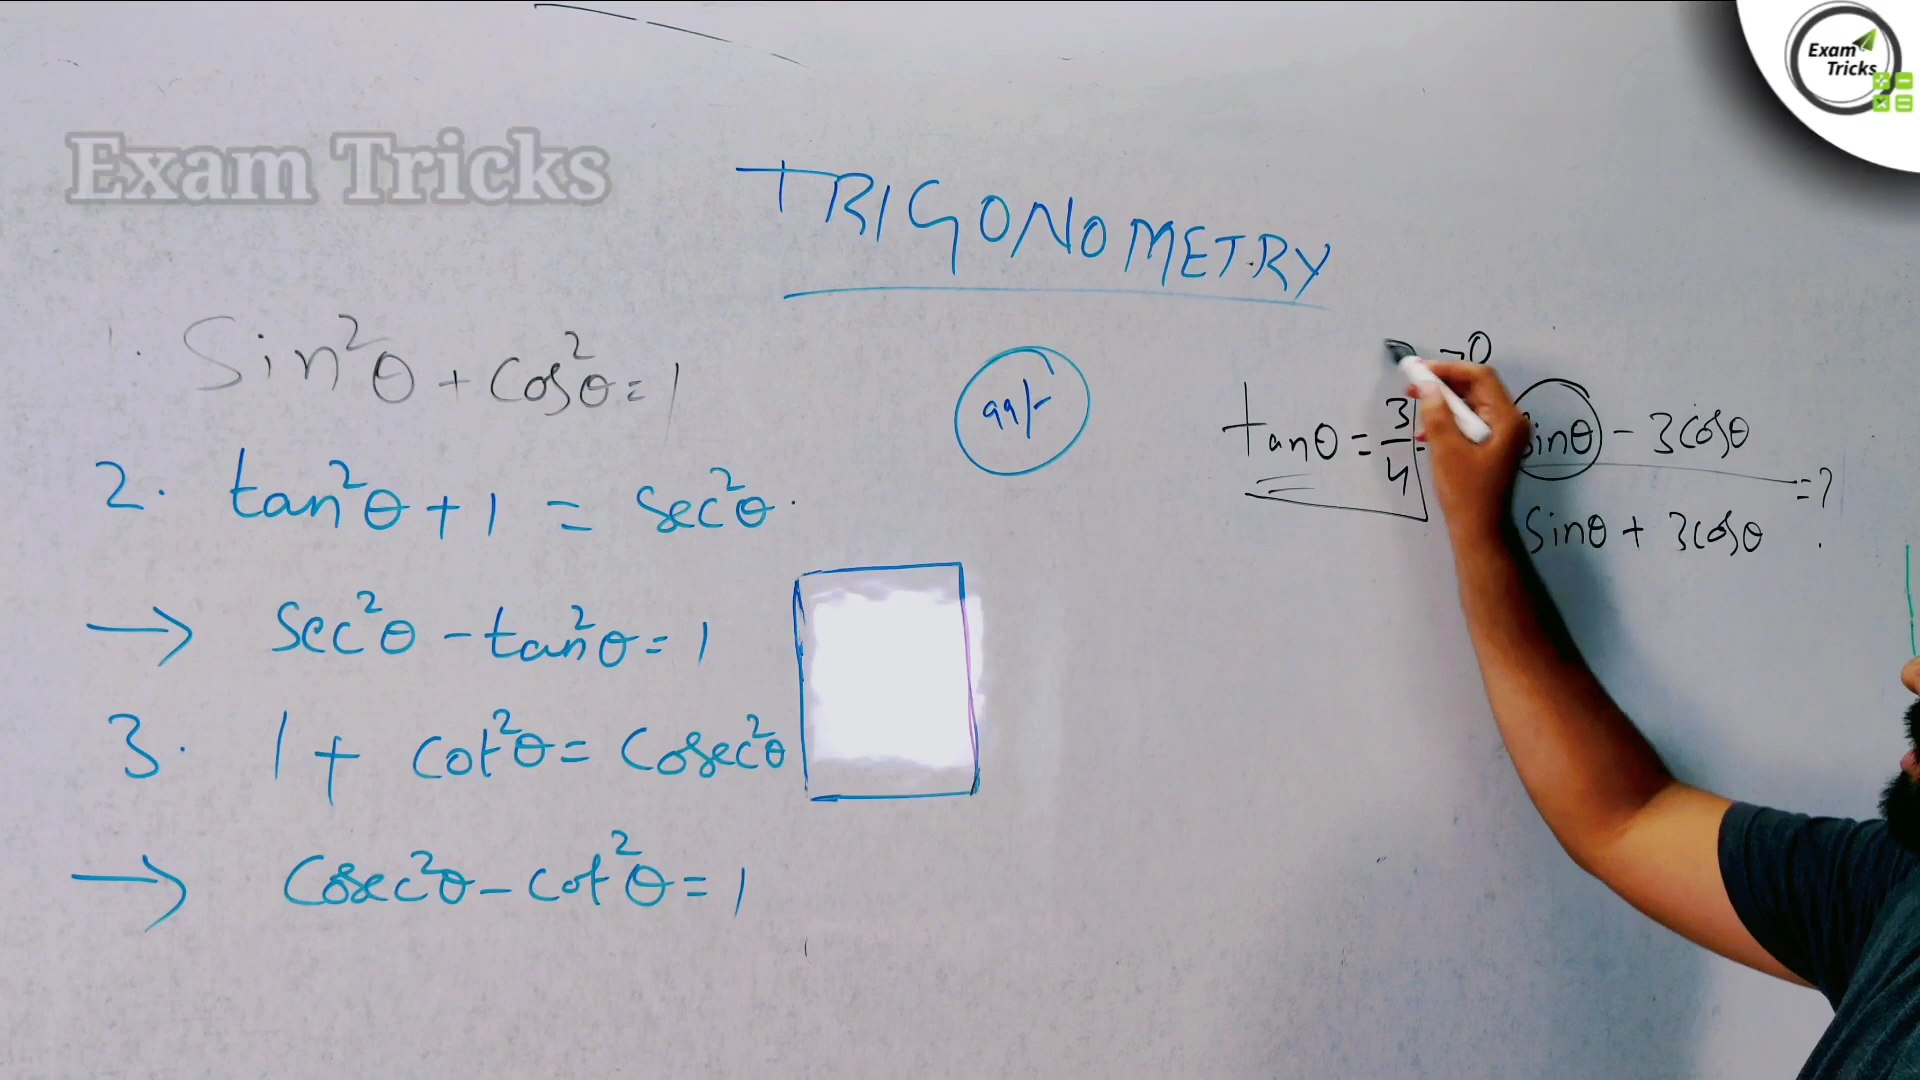 Exam Tricks
Exam Tricks
TRIGONOMETRY
1. Sin²θ + Cos²θ = 1
2. tan²θ + 1 = Sec²θ.
→ Sec²θ - tan²θ = 1
3. 1 + Cot²θ = Cosec²θ
→ Cosec²θ - Cot²θ = 1
99/-
tanθ = 3/4
sinθ - 3cosθ
= ?
Sinθ + 3cosθ